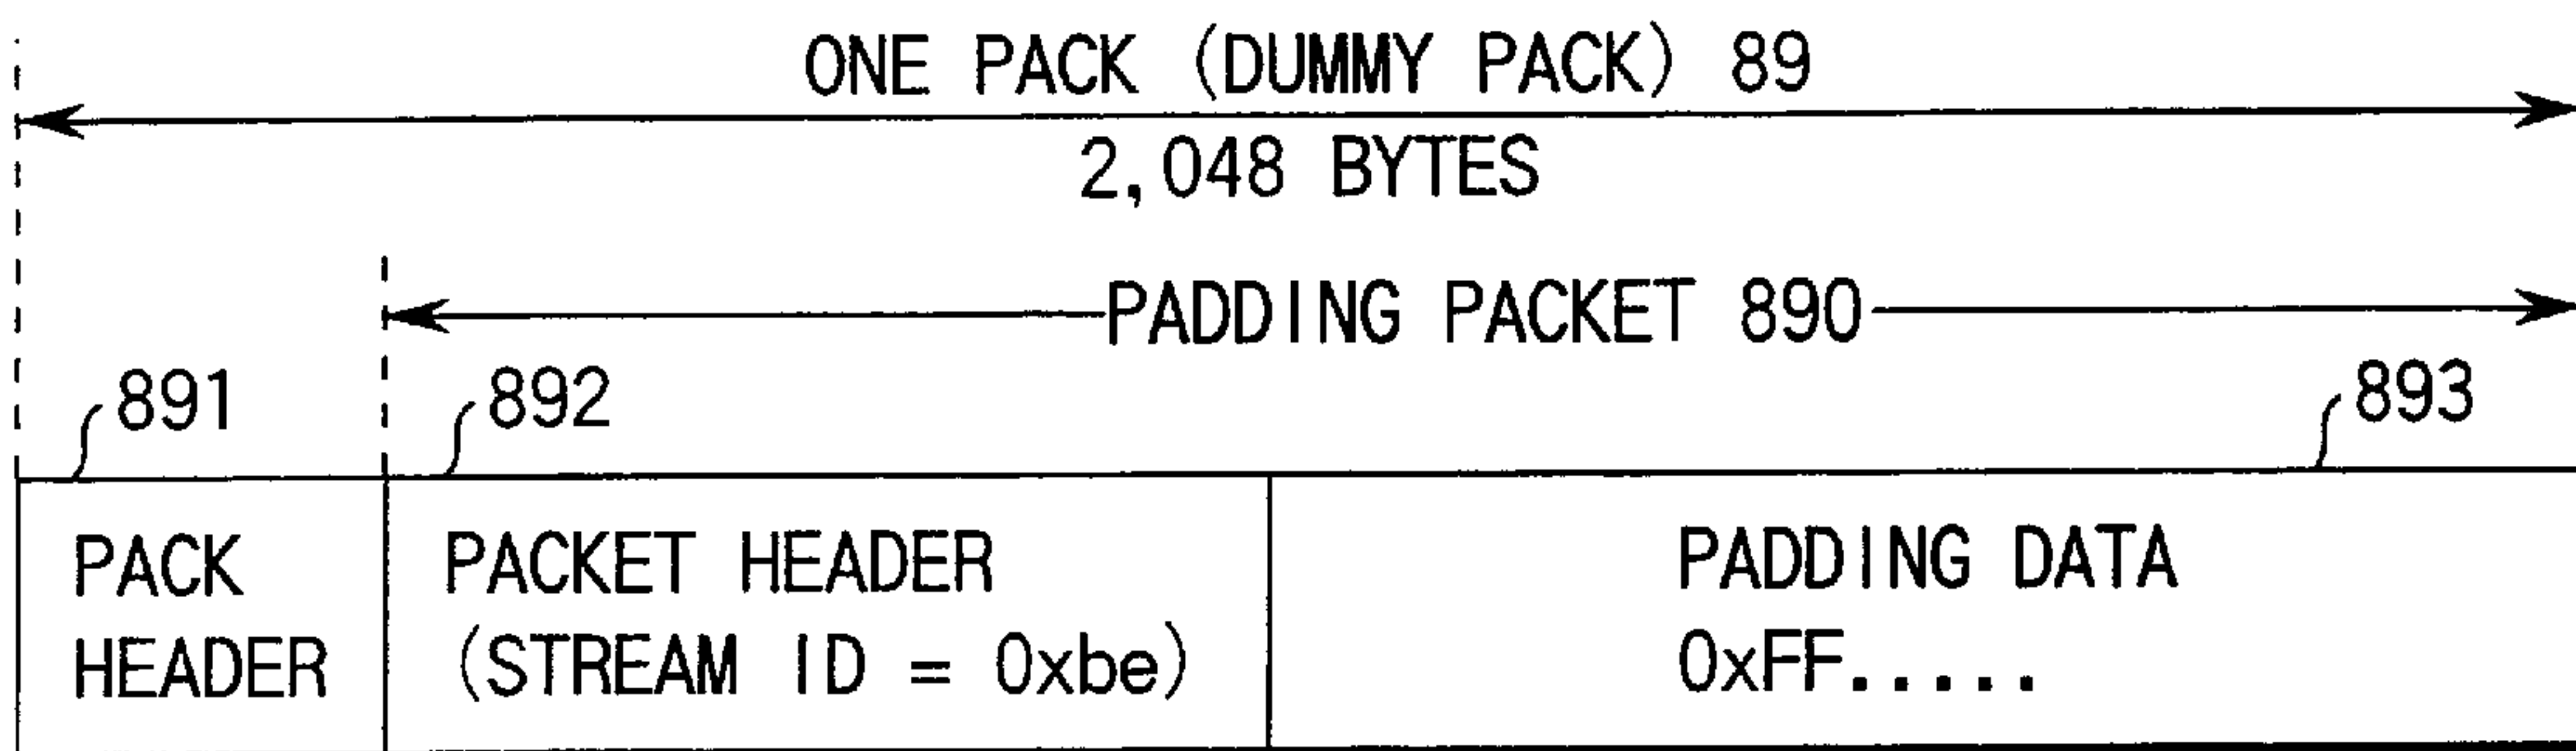 ONE PACK (DUMMY PACK) 89
2,048 BYTES
PADDING PACKET 890
891
892
893
PACK
HEADER
PACKET HEADER
(STREAM ID = 0xbe)
PADDING DATA
0xFF.....